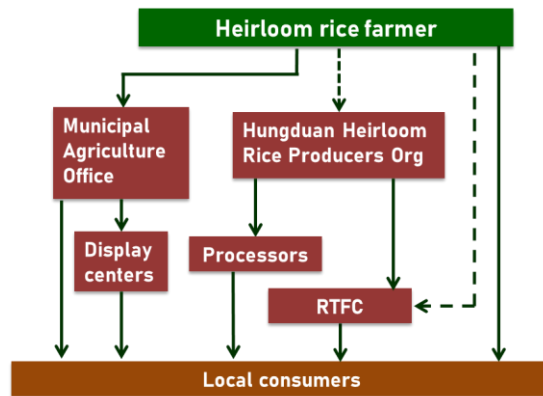 Heirloom rice farmer
Municipal
Agriculture
Office
Hungduan Heirloom
Rice Producers Org
Display
centers
Processors
RTFC
Local consumers